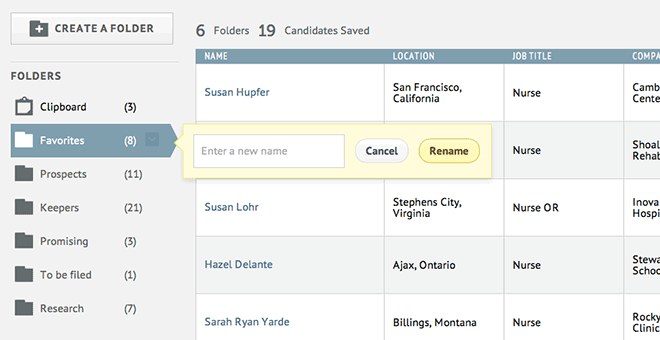 CREATE A FOLDER
6 Folders 19 Candidates Saved
FOLDERS
Clipboard (3)
Favorites (8)
Prospects (11)
Keepers (21)
Promising (3)
To be filed (1)
Research (7)
NAME LOCATION JOB TITLE COMPA
Susan Hupfer San Francisco, Nurse Camb
California Cente
Enter a new name Cancel Rename Nurse Shoal
Rehab
Susan Lohr Stephens City, Nurse OR Inova
Virginia Hospi
Hazel Delante Ajax, Ontario Nurse Stewa
Schoo
Sarah Ryan Yarde Billings, Montana Nurse Rocky
Clinic